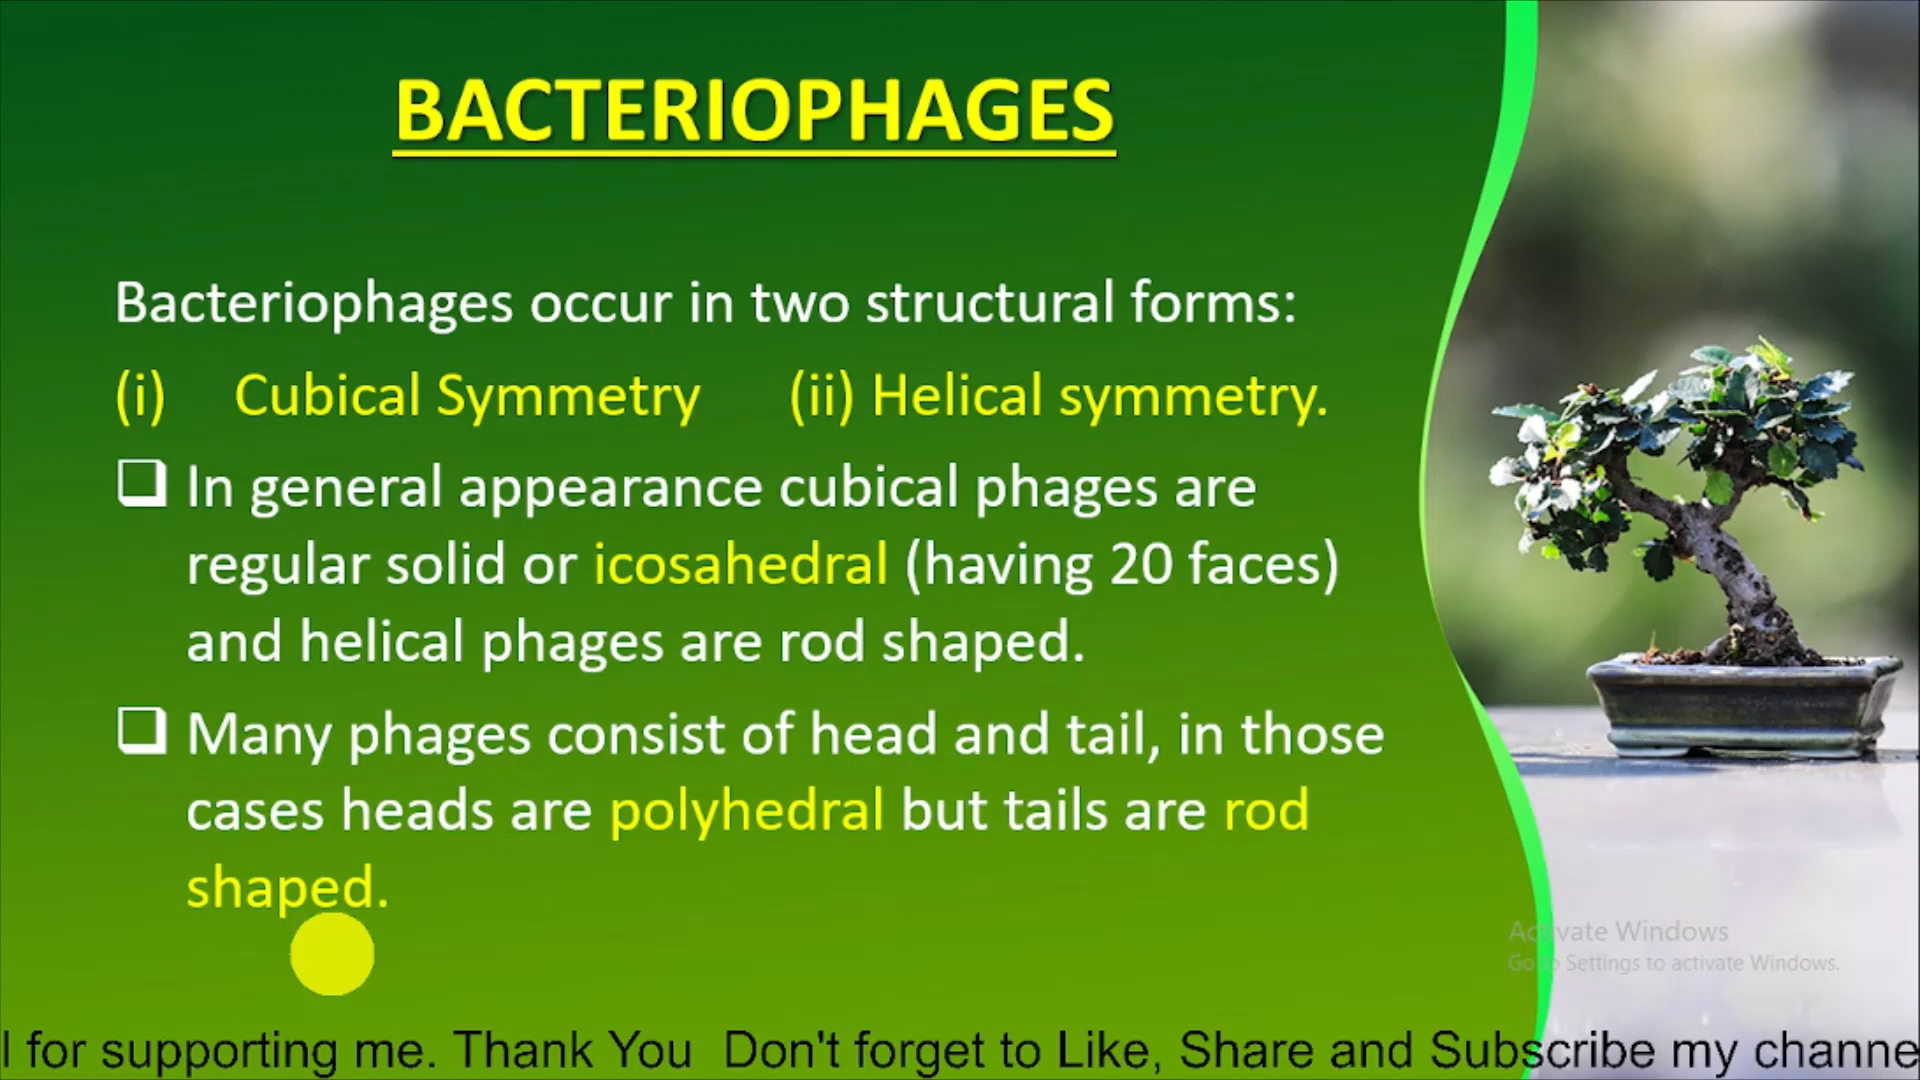 BACTERIOPHAGES
Bacteriophages occur in two structural forms:
(i) Cubical Symmetry (ii) Helical symmetry.
❑ In general appearance cubical phages are
regular solid or icosahedral (having 20 faces)
and helical phages are rod shaped.
❑ Many phages consist of head and tail, in those
cases heads are polyhedral but tails are rod
shaped.
Activate Windows
Go to Settings to activate Windows.
l for supporting me. Thank You Don't forget to Like, Share and Subscribe my channe